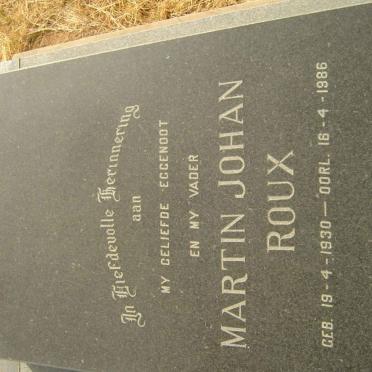 In Liefdevolle Herinnering
aan
MY GELIEFDE EGGENOOT
EN MY VADER
MARTIN JOHAN
ROUX
GEB. 19-4-1930 — OORL. 16-4-1986